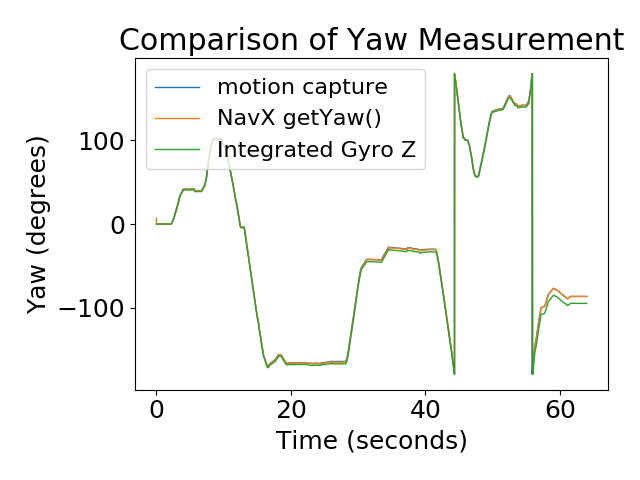 Comparison of Yaw Measurement
motion capture
NavX getYaw()
Integrated Gyro Z
100
0
−100
Yaw (degrees)
0 20 40 60
Time (seconds)